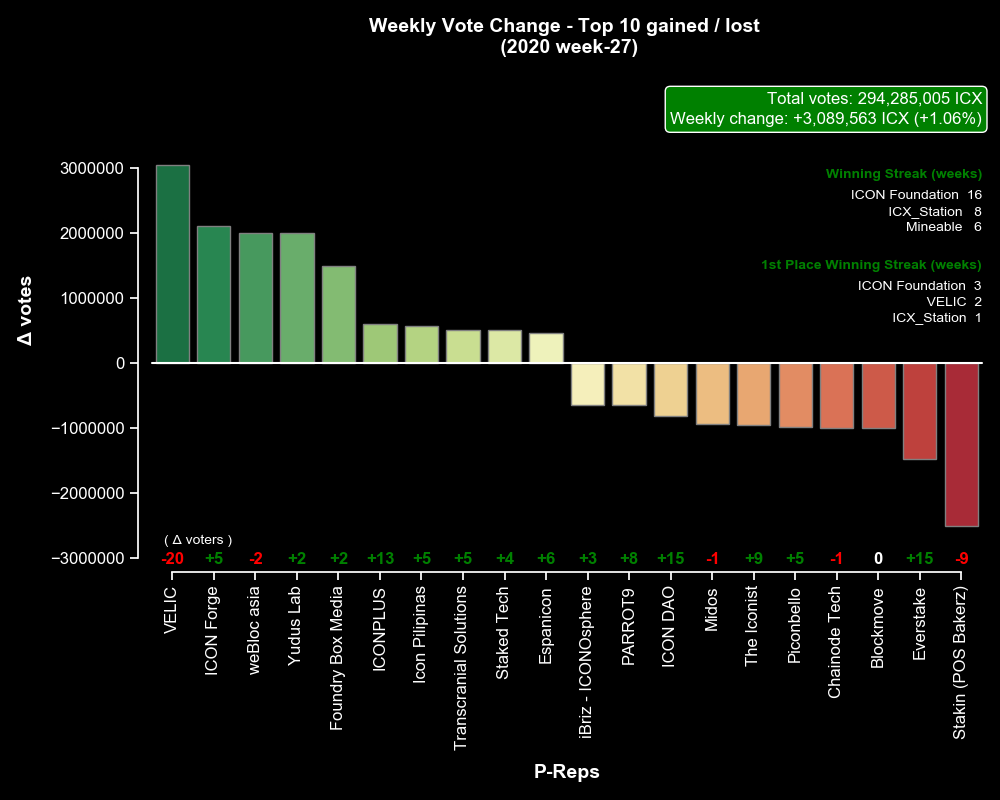 Weekly Vote Change - Top 10 gained / lost
(2020 week-27)
Total votes: 294,285,005 ICX
Weekly change: +3,089,563 ICX (+1.06%)
Winning Streak (weeks)
ICON Foundation 16
ICX_Station 8
Mineable 6
1st Place Winning Streak (weeks)
ICON Foundation 3
VELIC 2
ICX_Station 1
Δ votes
3000000
2000000
1000000
0
−1000000
−2000000
−3000000
( Δ voters )
-20 +5 -2 +2 +2 +13 +5 +5 +4 +6 +3 +8 +15 -1 +9 +5 -1 0 +15 -9
VELIC
ICON Forge
weBloc asia
Yudus Lab
Foundry Box Media
ICONPLUS
Icon Pilipinas
Transcranial Solutions
Staked Tech
Espanicon
iBriz - ICONOsphere
PARROT9
ICON DAO
Midos
The Iconist
Piconbello
Chainode Tech
Blockmove
Everstake
Stakin (POS Bakerz)
P-Reps